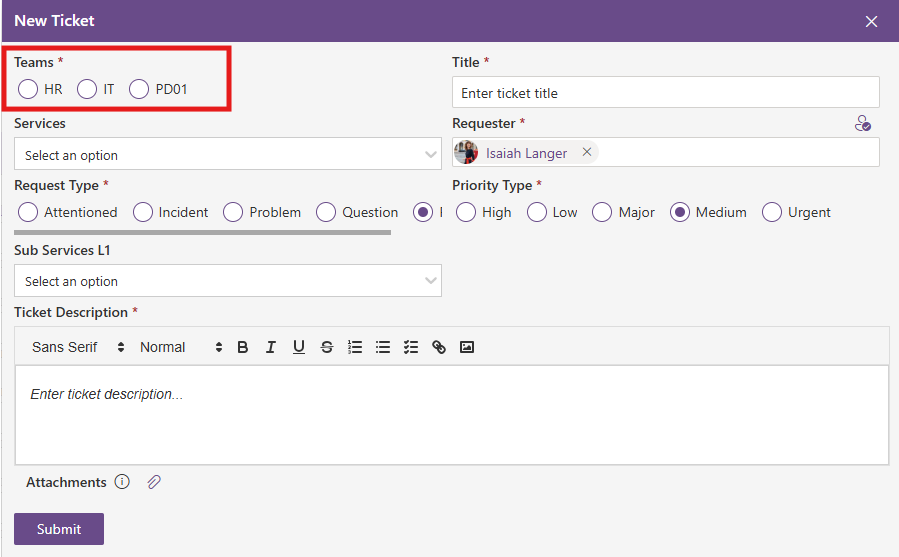 New Ticket
Teams *
HR IT PD01
Title *
Enter ticket title
Services
Select an option
Requester *
Isaiah Langer
Request Type *
Attentioned Incident Problem Question
Priority Type *
High Low Major Medium Urgent
Sub Services L1
Select an option
Ticket Description *
Sans Serif Normal B I U S
Enter ticket description...
Attachments
Submit